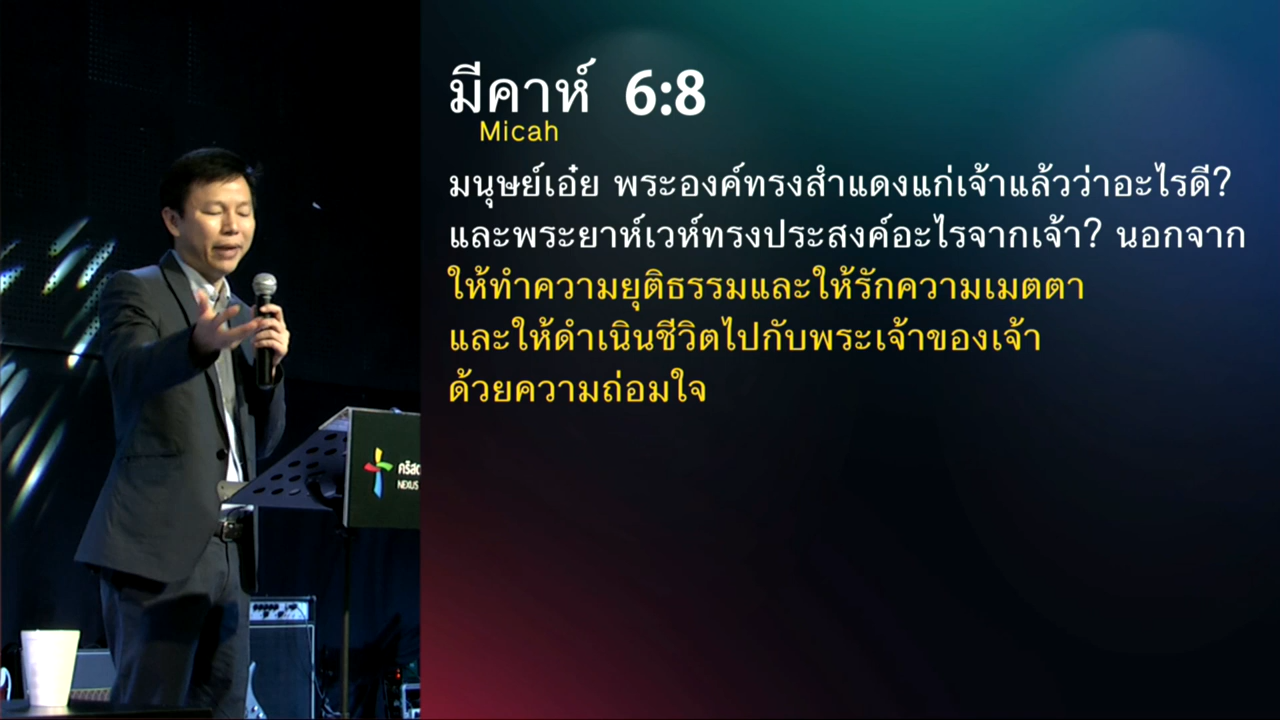 มีคาห์ 6:8
Micah
มนุษย์เอ๋ย พระองค์ทรงสำแดงแก่เจ้าแล้วว่าอะไรดี?
และพระยาห์เวห์ทรงประสงค์อะไรจากเจ้า? นอกจาก
ให้ทำความยุติธรรมและให้รักความเมตตา
และให้ดำเนินชีวิตไปกับพระเจ้าของเจ้า
ด้วยความถ่อมใจ
คริสต
NEXUS